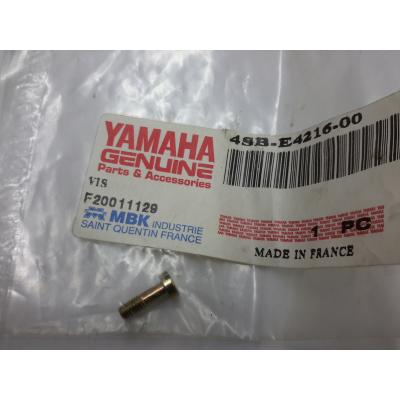 YAMAHA
GENUINE
Parts & Accessories
VIS
F20011129
MBK INDUSTRIE
SAINT QUENTIN FRANCE
4SB-E4216-00
1 PC
MADE IN FRANCE